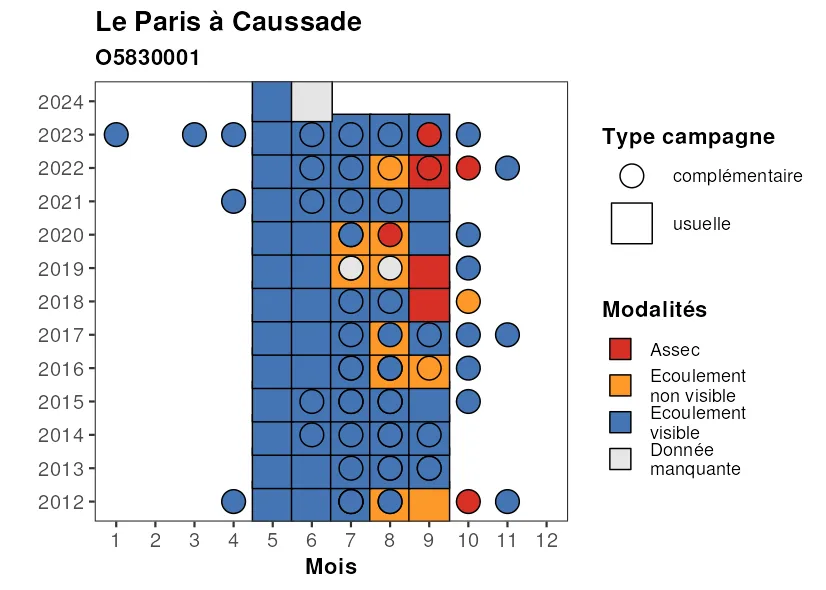 Le Paris à Caussade
O5830001
2024
2023
2022
2021
2020
2019
2018
2017
2016
2015
2014
2013
2012
1 2 3 4 5 6 7 8 9 10 11 12
Mois
Type campagne
complémentaire
usuelle
Modalités
Assec
Ecoulement
non visible
Ecoulement
visible
Donnée
manquante